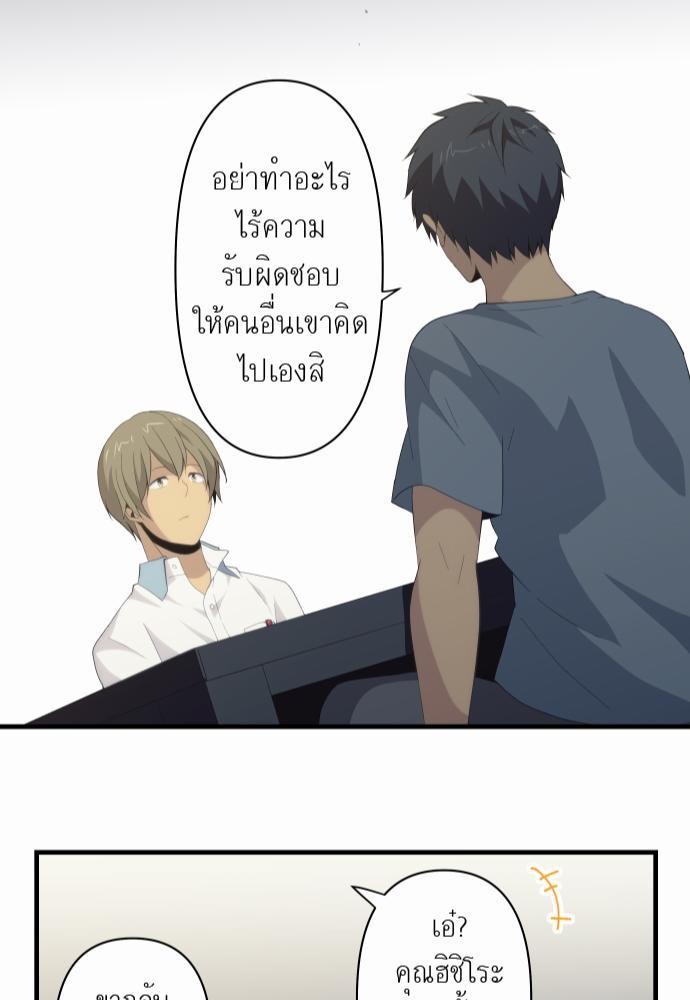 อย่าทำอะไร
ไร้ความ
รับผิดชอบ
ให้คนอื่นเขาคิด
ไปเองสิ
เอ๋?
คุณฮิชิโระ